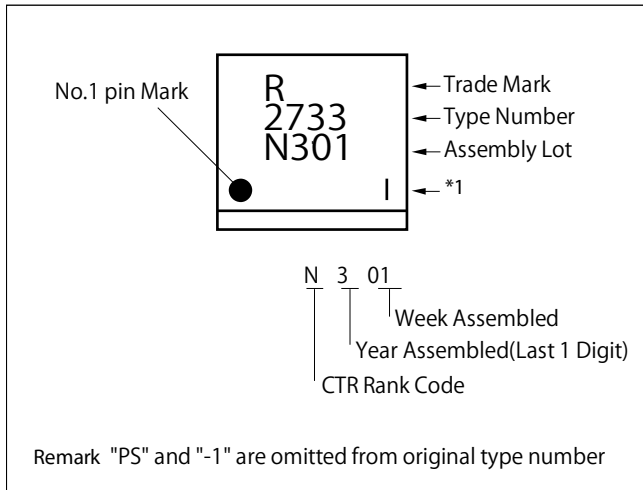 No.1 pin Mark
R
2733
N301
I
Trade Mark
Type Number
Assembly Lot
*1
N 3 01
Week Assembled
Year Assembled(Last 1 Digit)
CTR Rank Code
Remark "PS" and "-1" are omitted from original type number